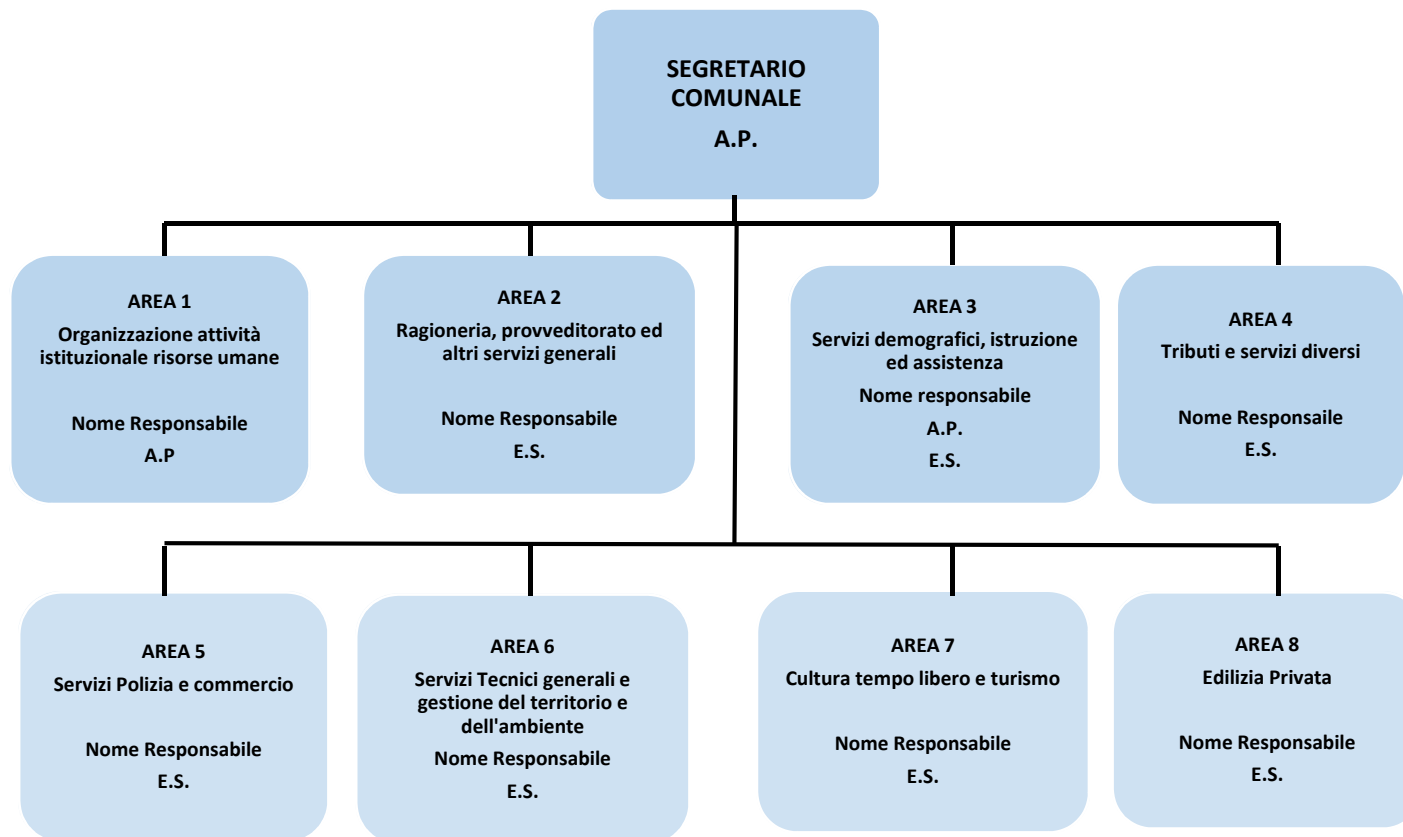 SEGRETARIO
COMUNALE
A.P.
AREA 1
Organizzazione attività
istituzionale risorse umane
Nome Responsabile
A.P
AREA 2
Ragioneria, provveditorato ed
altri servizi generali
Nome Responsabile
E.S.
AREA 3
Servizi demografici, istruzione
ed assistenza
Nome responsabile
A.P.
E.S.
AREA 4
Tributi e servizi diversi
Nome Responsaile
E.S.
AREA 5
Servizi Polizia e commercio
Nome Responsabile
E.S.
AREA 6
Servizi Tecnici generali e
gestione del territorio e
dell'ambiente
Nome Responsabile
E.S.
AREA 7
Cultura tempo libero e turismo
Nome Responsabile
E.S.
AREA 8
Edilizia Privata
Nome Responsabile
E.S.